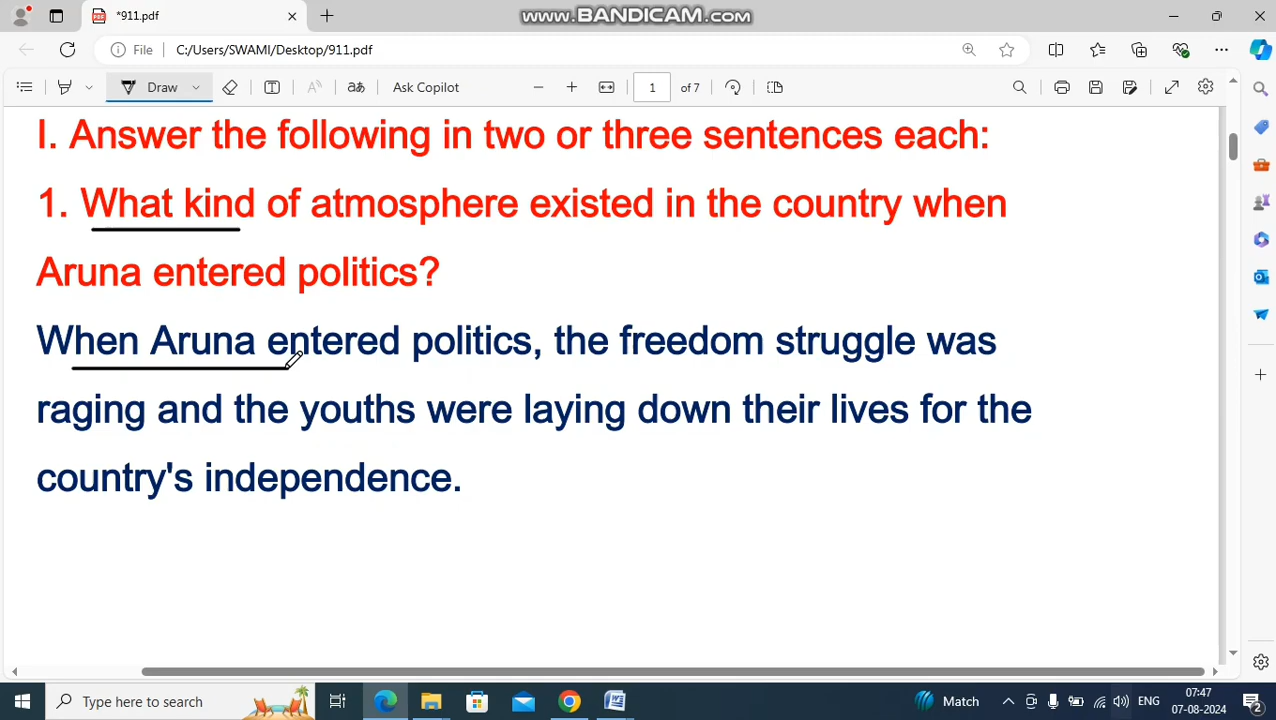 *911.pdf
www.BANDICAM.com
File
C:/Users/SWAMI/Desktop/911.pdf
Draw
Ask Copilot
1
of 7
I. Answer the following in two or three sentences each:
1. What kind of atmosphere existed in the country when
Aruna entered politics?
When Aruna entered politics, the freedom struggle was
raging and the youths were laying down their lives for the
country's independence.
Type here to search
Match
ENG
07:47
07-08-2024
2